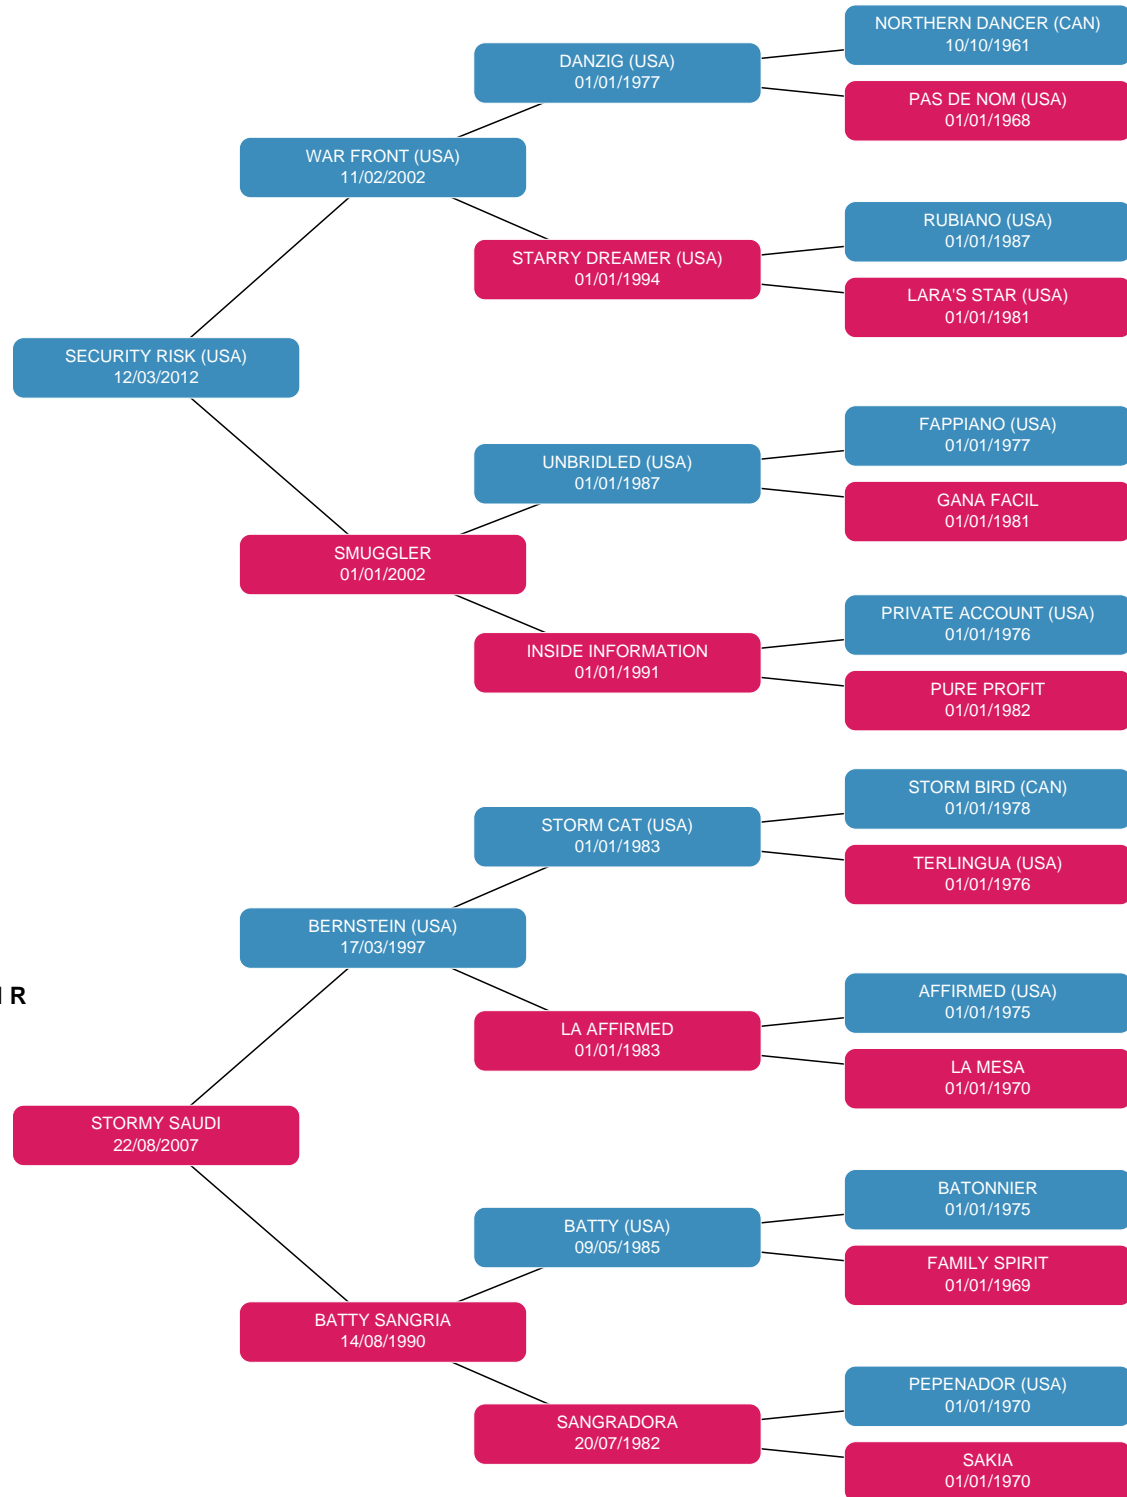 NORTHERN DANCER (CAN)
10/10/1961
DANZIG (USA)
01/01/1977
PAS DE NOM (USA)
01/01/1968
WAR FRONT (USA)
11/02/2002
RUBIANO (USA)
01/01/1987
STARRY DREAMER (USA)
01/01/1994
LARA'S STAR (USA)
01/01/1981
SECURITY RISK (USA)
12/03/2012
FAPPIANO (USA)
01/01/1977
UNBRIDLED (USA)
01/01/1987
GANA FACIL
01/01/1981
SMUGGLER
01/01/2002
PRIVATE ACCOUNT (USA)
01/01/1976
INSIDE INFORMATION
01/01/1991
PURE PROFIT
01/01/1982
STORM BIRD (CAN)
01/01/1978
STORM CAT (USA)
01/01/1983
TERLINGUA (USA)
01/01/1976
BERNSTEIN (USA)
17/03/1997
AFFIRMED (USA)
01/01/1975
R
LA AFFIRMED
01/01/1983
LA MESA
01/01/1970
STORMY SAUDI
22/08/2007
BATONNIER
01/01/1975
BATTY (USA)
09/05/1985
FAMILY SPIRIT
01/01/1969
BATTY SANGRIA
14/08/1990
PEPENADOR (USA)
01/01/1970
SANGRADORA
20/07/1982
SAKIA
01/01/1970